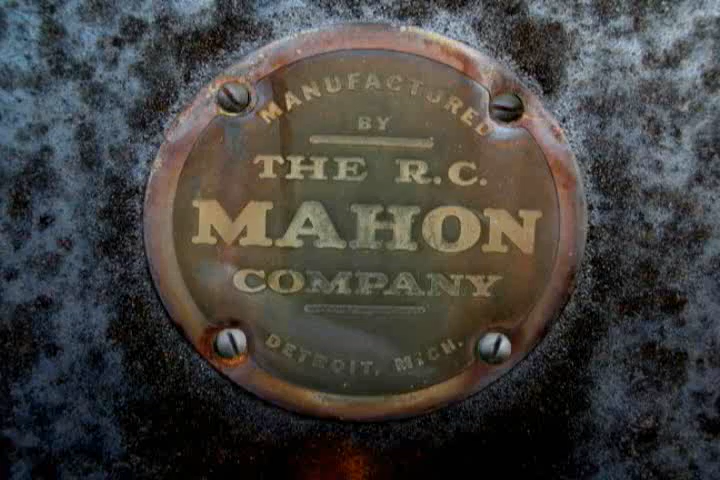 MANUFACTURED
BY
THE R.C.
MAHON
COMPANY
DETROIT, MICH.